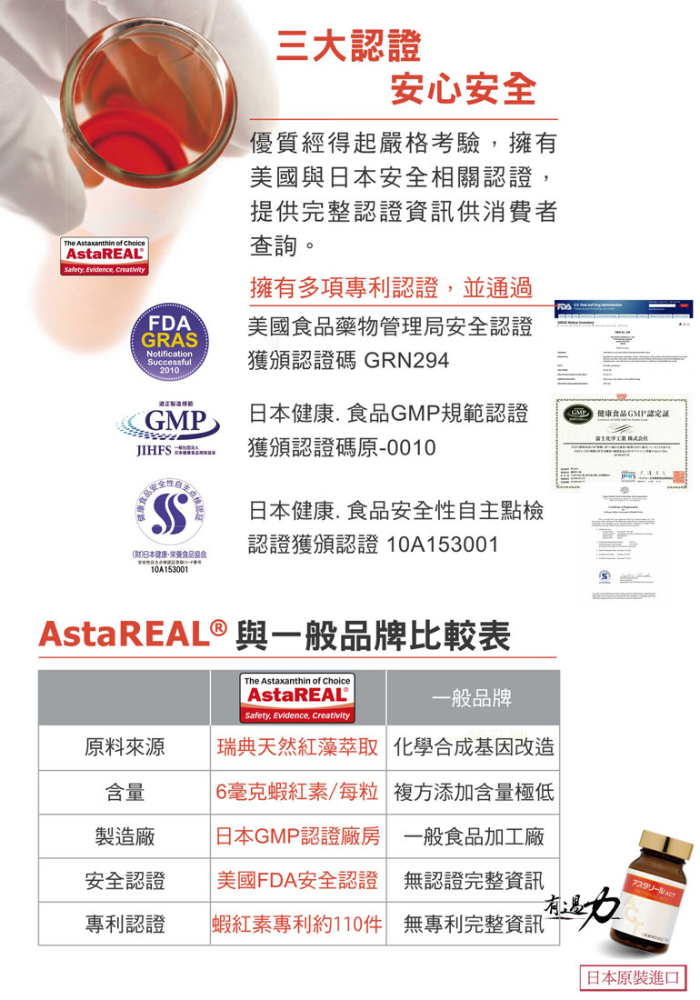 三大認證
安心安全
優質經得起嚴格考驗，擁有
美國與日本安全相關認證，
提供完整認證資訊供消費者
查詢。
The Astaxanthin of Choice
AstaREAL®
Safety, Evidence, Creativity
擁有多項專利認證，並通過
FDA
GRAS
Notification
Successful
2010
美國食品藥物管理局安全認證
獲頒認證碼 GRN294
FDA U.S. Food and Drug Administration
GRAS Notice Inventory
適正製造規範
GMP
JIHFS 一般社団法人
日本健康食品規格協会
日本健康. 食品GMP規範認證
獲頒認證碼原-0010
GMP 健康食品GMP認定証
富士化学工業 株式会社
健康食品安全性自主点検認証
(財)日本健康・栄養食品協会
安全性自主点検認証登録コード番号
10A153001
日本健康. 食品安全性自主點檢
認證獲頒認證 10A153001
Certificate of Registration
AstaREAL® 與一般品牌比較表
The Astaxanthin of Choice
AstaREAL®
Safety, Evidence, Creativity
一般品牌
原料來源 瑞典天然紅藻萃取 化學合成基因改造
含量 6毫克蝦紅素/每粒 複方添加含量極低
製造廠 日本GMP認證廠房 一般食品加工廠
安全認證 美國FDA安全認證 無認證完整資訊
專利認證 蝦紅素專利約110件 無專利完整資訊
有過力
アスタリールACT
ASTAREAL ACT
ACT
日本原裝進口